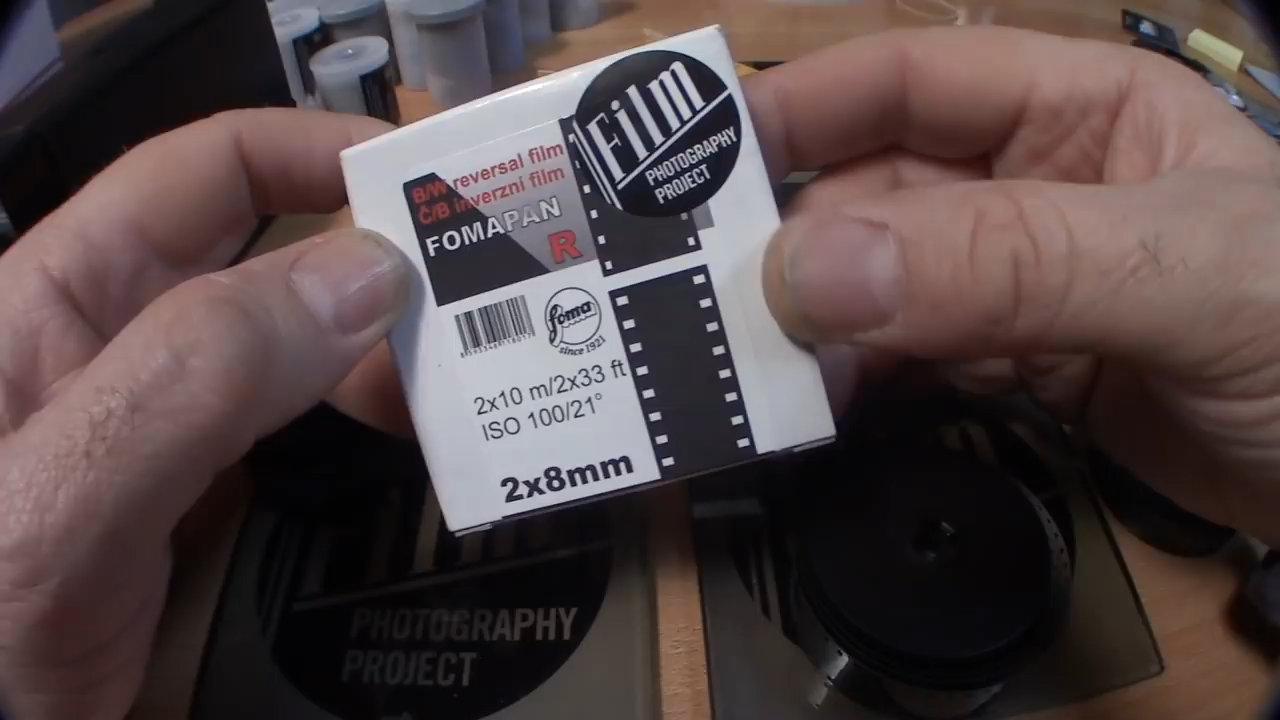 Film
PHOTOGRAPHY
PROJECT
B/W reversal film
Č/B inverzní film
FOMAPAN
R
foma
since 1921
2x10 m/2x33 ft
ISO 100/21°
2x8mm
PHOTOGRAPHY
PROJECT